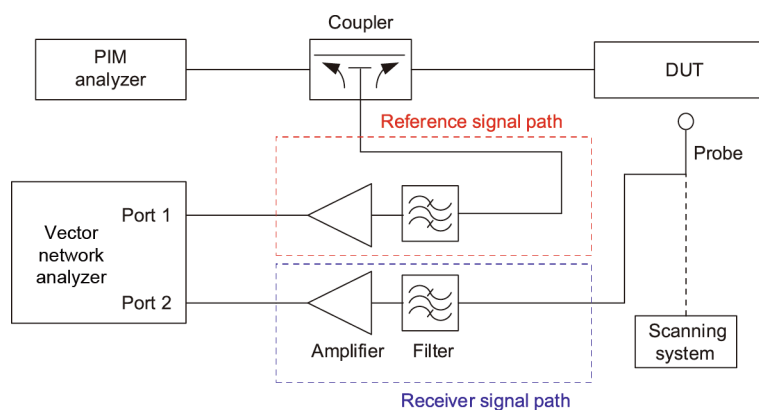 Coupler
PIM
analyzer
DUT
Reference signal path
Probe
Vector
network
analyzer
Port 1
Port 2
Amplifier
Filter
Scanning
system
Receiver signal path